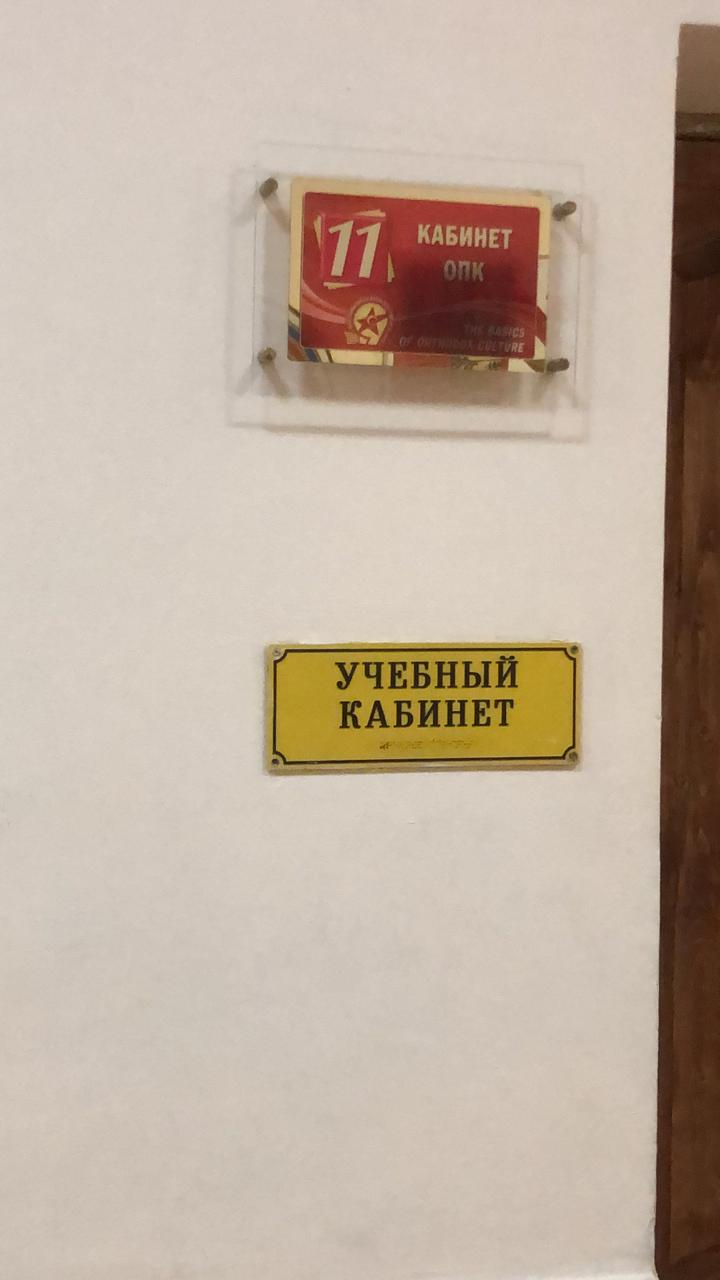 11
КАБИНЕТ
ОПК
THE BASICS
OF ORTHODOX CULTURE
УЧЕБНЫЙ
КАБИНЕТ